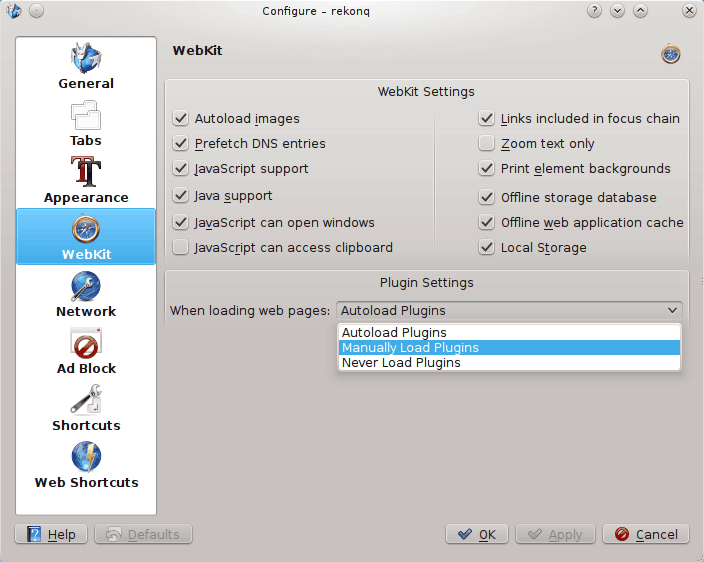 Configure – rekonq
General
Tabs
Appearance
WebKit
Network
Ad Block
Shortcuts
Web Shortcuts
WebKit
WebKit Settings
Autoload images
Prefetch DNS entries
JavaScript support
Java support
JavaScript can open windows
JavaScript can access clipboard
Links included in focus chain
Zoom text only
Print element backgrounds
Offline storage database
Offline web application cache
Local Storage
Plugin Settings
When loading web pages: Autoload Plugins
Autoload Plugins
Manually Load Plugins
Never Load Plugins
Help Defaults OK Apply Cancel